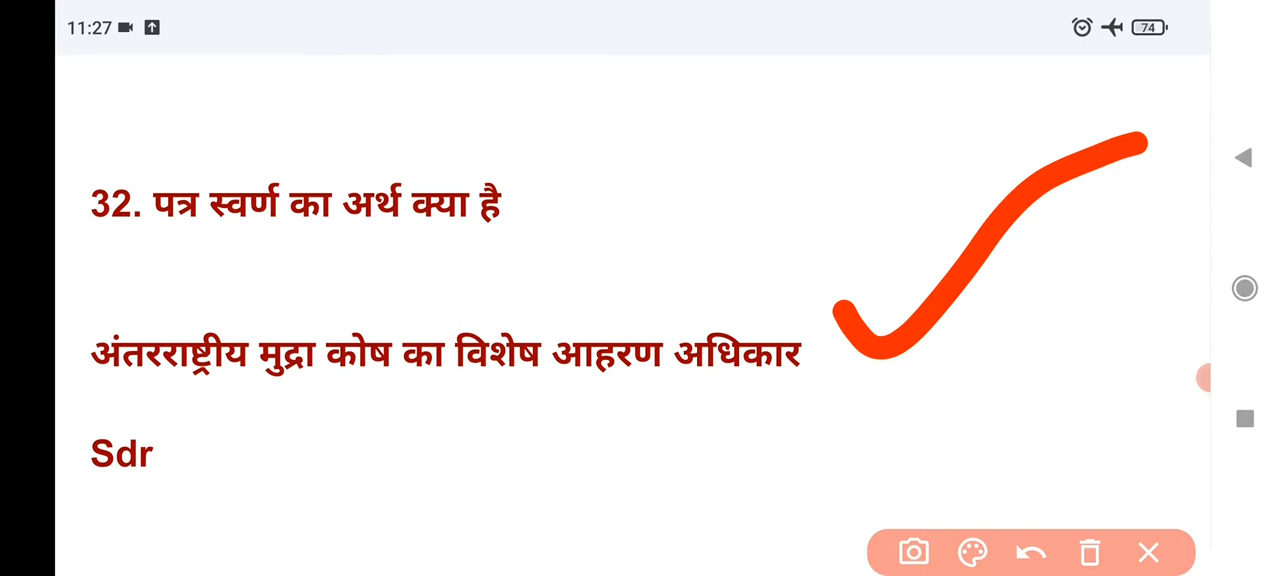 11:27
74
32. पत्र स्वर्ण का अर्थ क्या है
अंतरराष्ट्रीय मुद्रा कोष का विशेष आहरण अधिकार
Sdr